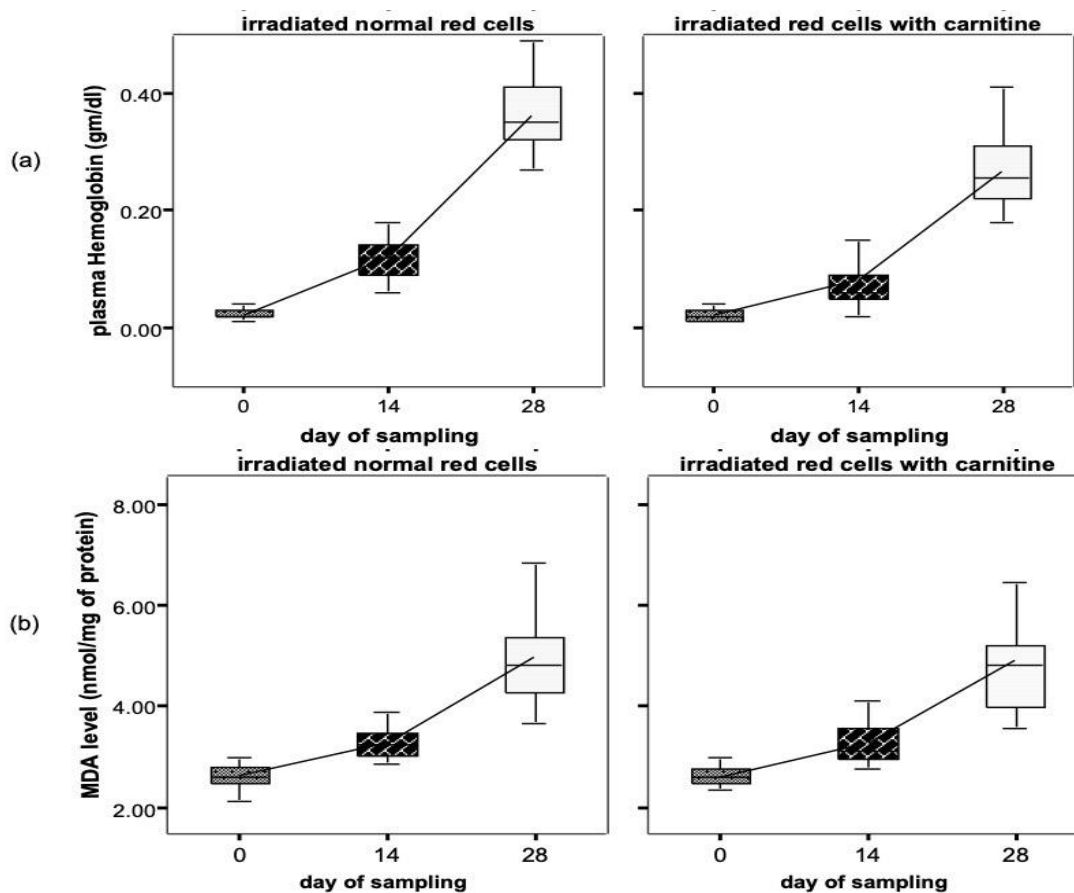 irradiated normal red cells
irradiated red cells with carnitine
(a)
plasma Hemoglobin (gm/dl)
0.40
0.20
0.00
0
14
28
0
14
28
day of sampling
day of sampling
irradiated normal red cells
irradiated red cells with carnitine
(b)
MDA level (nmol/mg of protein)
8.00
6.00
4.00
2.00
0
14
28
0
14
28
day of sampling
day of sampling